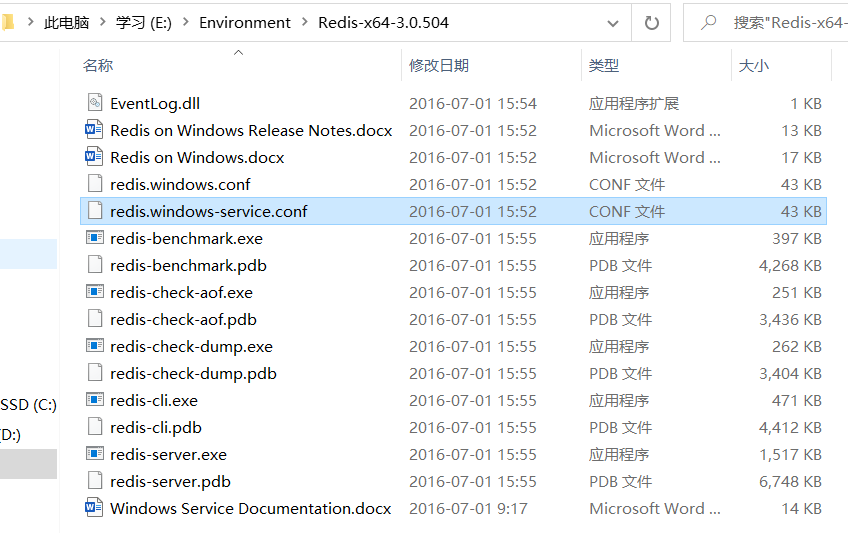 此电脑 学习 (E:) Environment Redis-x64-3.0.504 搜索"Redis-x64-
名称 修改日期 类型 大小
EventLog.dll 2016-07-01 15:54 应用程序扩展 1 KB
Redis on Windows Release Notes.docx 2016-07-01 15:52 Microsoft Word ... 13 KB
Redis on Windows.docx 2016-07-01 15:52 Microsoft Word ... 17 KB
redis.windows.conf 2016-07-01 15:52 CONF 文件 43 KB
redis.windows-service.conf 2016-07-01 15:52 CONF 文件 43 KB
redis-benchmark.exe 2016-07-01 15:55 应用程序 397 KB
redis-benchmark.pdb 2016-07-01 15:55 PDB 文件 4,268 KB
redis-check-aof.exe 2016-07-01 15:55 应用程序 251 KB
redis-check-aof.pdb 2016-07-01 15:55 PDB 文件 3,436 KB
redis-check-dump.exe 2016-07-01 15:55 应用程序 262 KB
redis-check-dump.pdb 2016-07-01 15:55 PDB 文件 3,404 KB
SSD (C:) redis-cli.exe 2016-07-01 15:55 应用程序 471 KB
(D:) redis-cli.pdb 2016-07-01 15:55 PDB 文件 4,412 KB
redis-server.exe 2016-07-01 15:55 应用程序 1,517 KB
redis-server.pdb 2016-07-01 15:55 PDB 文件 6,748 KB
Windows Service Documentation.docx 2016-07-01 9:17 Microsoft Word ... 14 KB